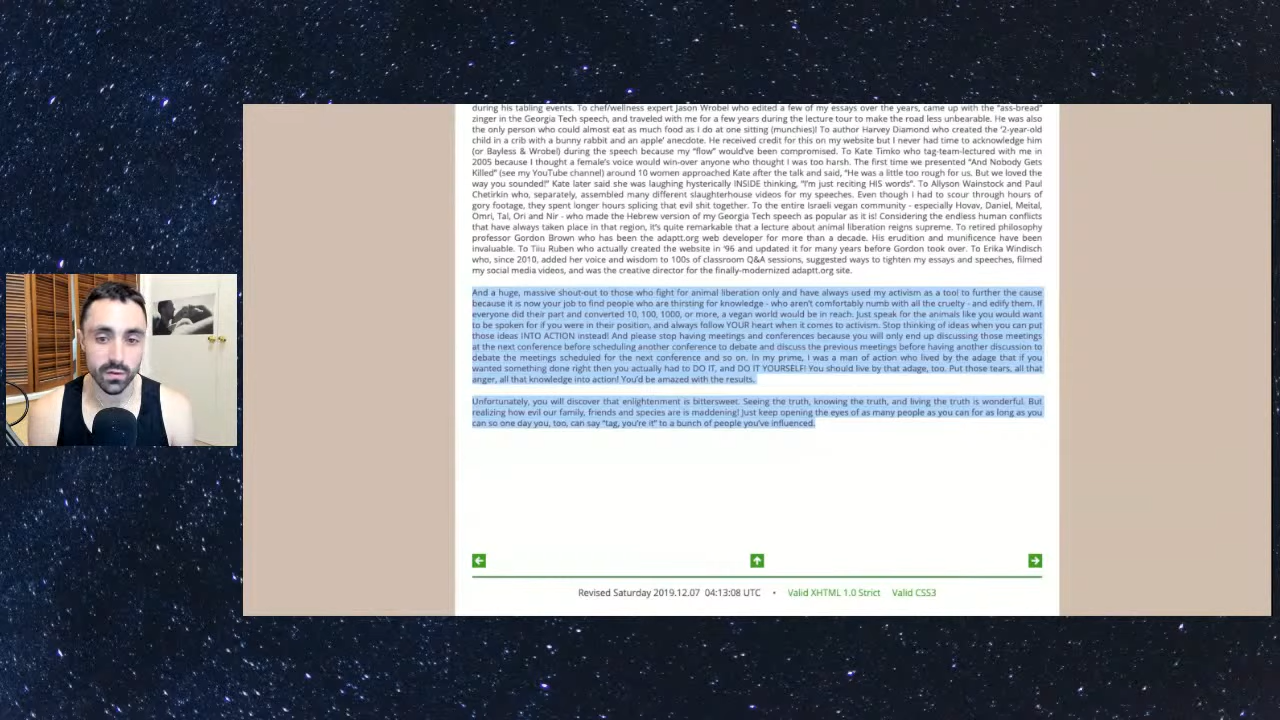 during his tabling events. To chef/wellness expert Jason Wrobel who edited a few of my essays over the years, came up with the "ass-bread"
zinger in the Georgia Tech speech, and traveled with me for a few years during the lecture tour to make the road less unbearable. He was also
the only person who could almost eat as much food as I do at one sitting (munchies)! To author Harvey Diamond who created the '2-year-old
child in a crib with a bunny rabbit and an apple' anecdote. He received credit for this on my website but I never had time to acknowledge him
(or Bayless & Wrobel) during the speech because my "flow" would've been compromised. To Kate Timko who tag-team-lectured with me in
2005 because I thought a female's voice would win-over anyone who thought I was too harsh. The first time we presented "And Nobody Gets
Killed" (see my YouTube channel) around 10 women approached Kate after the talk and said, "He was a little too rough for us. But we loved the
way you sounded!" Kate later said she was laughing hysterically INSIDE thinking, "I'm just reciting HIS words". To Allyson Wainstock and Paul
Chetirkin who, separately, assembled many different slaughterhouse videos for my speeches. Even though I had to scour through hours of
gory footage, they spent longer hours splicing that evil shit together. To the entire Israeli vegan community - especially Hovav, Daniel, Meital,
Omri, Tal, Ori and Nir - who made the Hebrew version of my Georgia Tech speech as popular as it is! Considering the endless human conflicts
that have always taken place in that region, it's quite remarkable that a lecture about animal liberation reigns supreme. To retired philosophy
professor Gordon Brown who has been the adaptt.org web developer for more than a decade. His erudition and munificence have been
invaluable. To Tiiu Ruben who actually created the website in '96 and updated it for many years before Gordon took over. To Erika Windisch
who, since 2010, added her voice and wisdom to 100s of classroom Q&A sessions, suggested ways to tighten my essays and speeches, filmed
my social media videos, and was the creative director for the finally-modernized adaptt.org site.
And a huge, massive shout-out to those who fight for animal liberation only and have always used my activism as a tool to further the cause
because it is now your job to find people who are thirsting for knowledge - who aren't comfortably numb with all the cruelty - and edify them. If
everyone did their part and converted 10, 100, 1000, or more, a vegan world would be in reach. Just speak for the animals like you would want
to be spoken for if you were in their position, and always follow YOUR heart when it comes to activism. Stop thinking of ideas when you can put
those ideas INTO ACTION instead! And please stop having meetings and conferences because you will only end up discussing those meetings
at the next conference before scheduling another conference to debate and discuss the previous meetings before having another discussion to
debate the meetings scheduled for the next conference and so on. In my prime, I was a man of action who lived by the adage that if you
wanted something done right then you actually had to DO IT, and DO IT YOURSELF! You should live by that adage, too. Put those tears, all that
anger, all that knowledge into action! You'd be amazed with the results.
Unfortunately, you will discover that enlightenment is bittersweet. Seeing the truth, knowing the truth, and living the truth is wonderful. But
realizing how evil our family, friends and species are is maddening! Just keep opening the eyes of as many people as you can for as long as you
can so one day you, too, can say "tag, you're it" to a bunch of people you've influenced.
Revised Saturday 2019.12.07 04:13:08 UTC • Valid XHTML 1.0 Strict Valid CSS3